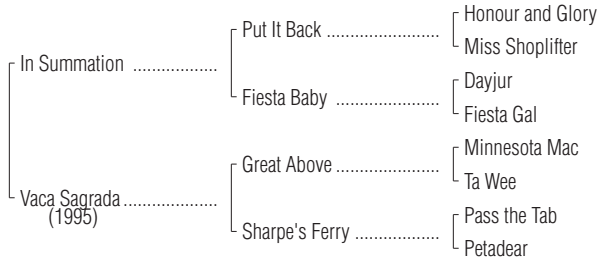 Honour and Glory
Put It Back ......................
Miss Shoplifter
In Summation .................
Dayjur
Fiesta Baby ....................
Fiesta Gal
Minnesota Mac
Great Above ....................
Ta Wee
Vaca Sagrada ..................
(1995)
Pass the Tab
Sharpe's Ferry ................
Petadear